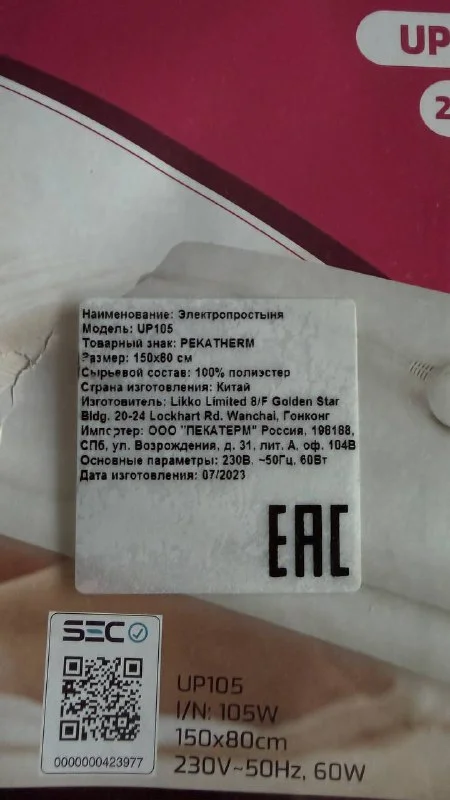 UP
2
Наименование: Электропростыня
Модель: UP105
Товарный знак: PEKATHERM
Размер: 150x80 см
Сырьевой состав: 100% полиэстер
Страна изготовления: Китай
Изготовитель: Likko Limited 8/F Golden Star
Bldg. 20-24 Lockhart Rd. Wanchai, Гонконг
Импортер: ООО "ПЕКАТЕРМ" Россия, 198188,
СПб, ул. Возрождения, д. 31, лит. А, оф. 104В
Основные параметры: 230В, ~50Гц, 60Вт
Дата изготовления: 07/2023
EAC
SEC
0000000423977
UP105
I/N: 105W
150x80cm
230V~50Hz, 60W